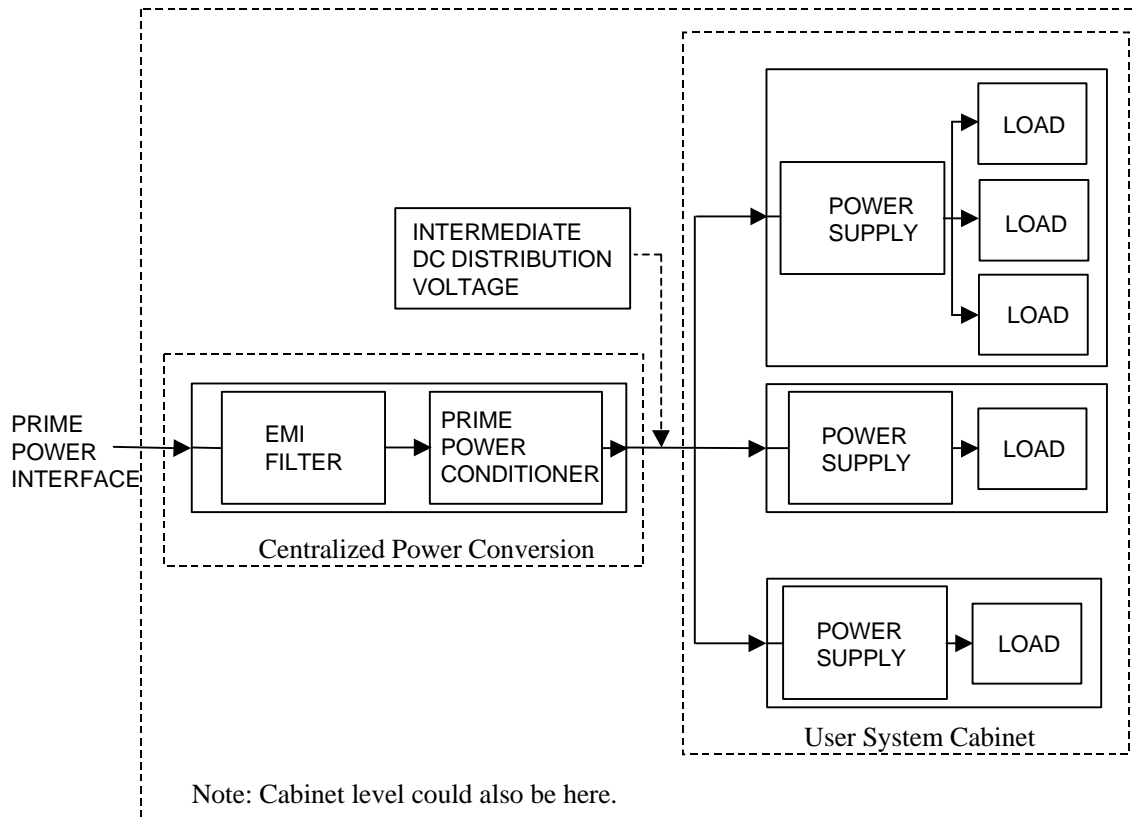 LOAD
POWER
SUPPLY
LOAD
LOAD
INTERMEDIATE
DC DISTRIBUTION
VOLTAGE
PRIME
POWER
INTERFACE
EMI
FILTER
PRIME
POWER
CONDITIONER
Centralized Power Conversion
POWER
SUPPLY
LOAD
POWER
SUPPLY
LOAD
User System Cabinet
Note: Cabinet level could also be here.